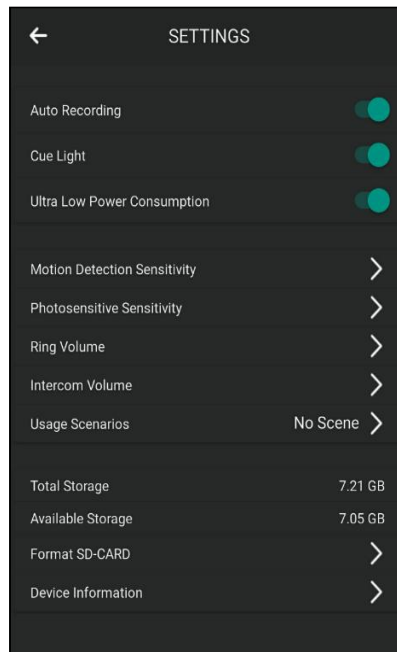 SETTINGS
Auto Recording
Cue Light
Ultra Low Power Consumption
Motion Detection Sensitivity
Photosensitive Sensitivity
Ring Volume
Intercom Volume
Usage Scenarios No Scene
Total Storage 7.21 GB
Available Storage 7.05 GB
Format SD-CARD
Device Information